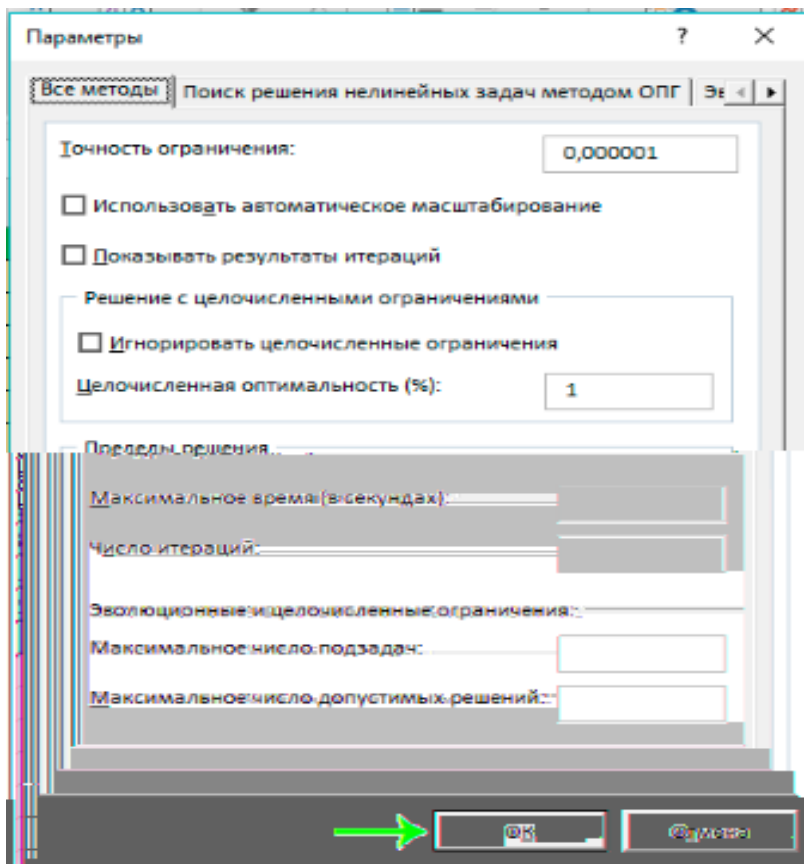 Параметры ?
Все методы Поиск решения нелинейных задач методом ОПГ Эв
Точность ограничения: 0,000001
Использовать автоматическое масштабирование
Показывать результаты итераций
Решение с целочисленными ограничениями
Игнорировать целочисленные ограничения
Целочисленная оптимальность (%): 1
Пределы решения
Максимальное время (в секундах):
Число итераций:
Эволюционные и целочисленные ограничения:
Максимальное число подзадач:
Максимальное число допустимых решений:
ОК Отмена